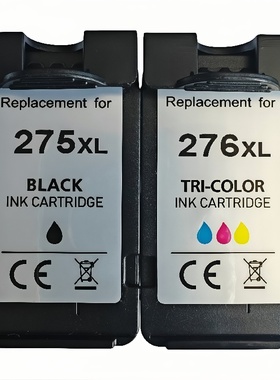 Replacement for
275XL
BLACK
INK CARTRIDGE
CE
Replacement for
276XL
TRI-COLOR
INK CARTRIDGE
CE